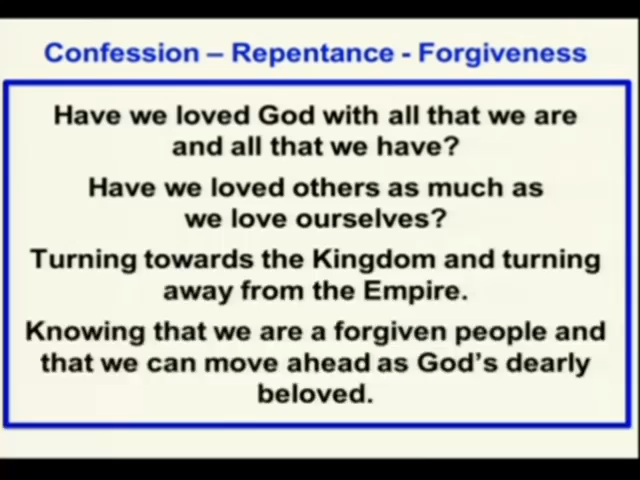 Confession – Repentance - Forgiveness
Have we loved God with all that we are
and all that we have?
Have we loved others as much as
we love ourselves?
Turning towards the Kingdom and turning
away from the Empire.
Knowing that we are a forgiven people and
that we can move ahead as God's dearly
beloved.